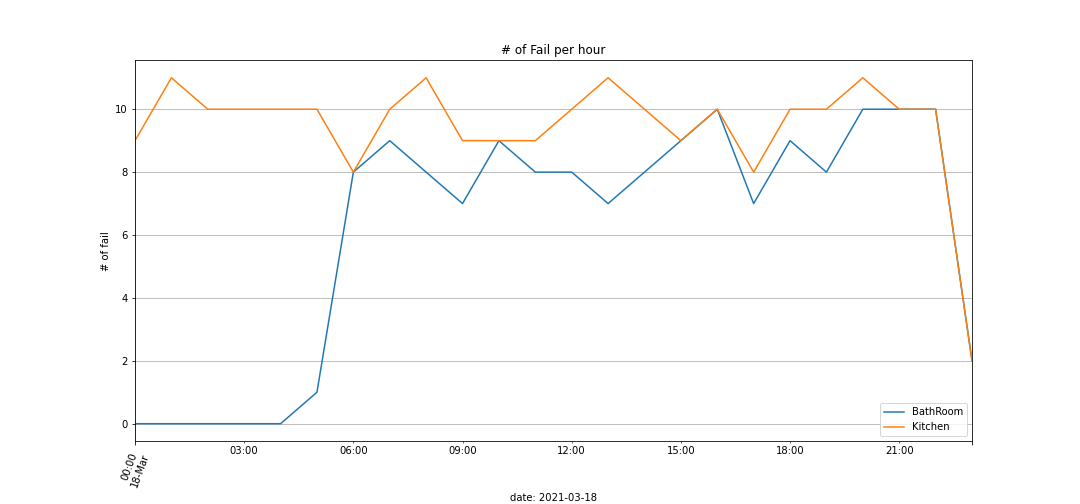 # of Fail per hour
# of fail
10
8
6
4
2
0
00:00
18-Mar
03:00
06:00
09:00
12:00
15:00
18:00
21:00
BathRoom
Kitchen
date: 2021-03-18